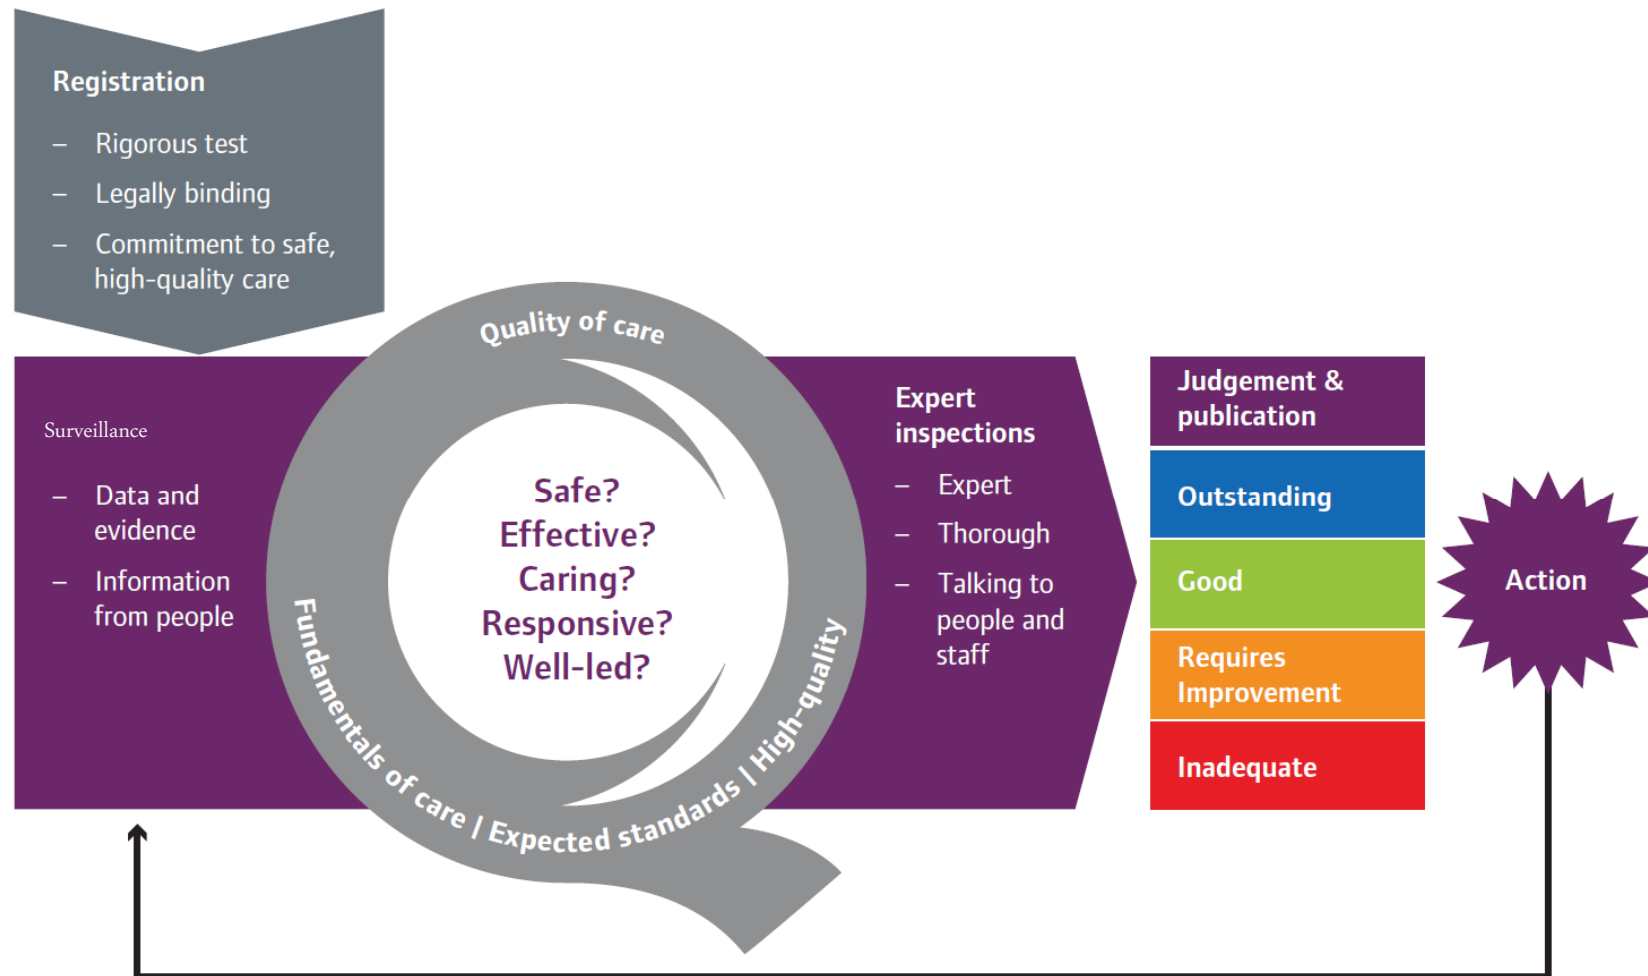 Registration
– Rigorous test
– Legally binding
– Commitment to safe,
high-quality care
Quality of care
Surveillance
– Data and
evidence
– Information
from people
Safe?
Effective?
Caring?
Responsive?
Well-led?
Fundamentals of care | Expected standards | High-quality
Expert
inspections
– Expert
– Thorough
– Talking to
people and
staff
Judgement &
publication
Outstanding
Good
Requires
Improvement
Inadequate
Action